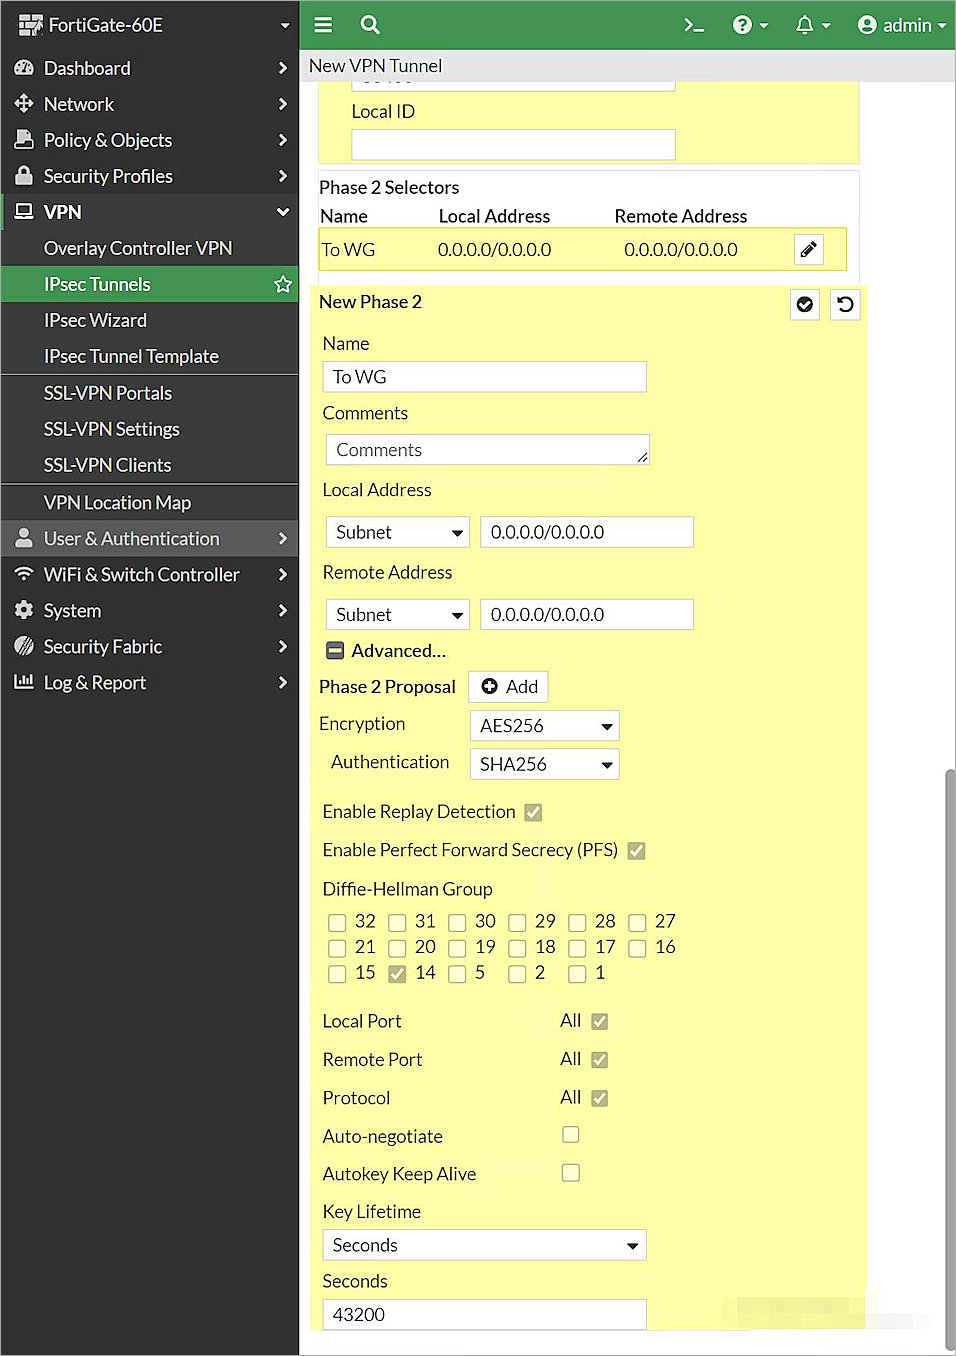 FortiGate-60E
admin
Dashboard
Network
Policy & Objects
Security Profiles
VPN
Overlay Controller VPN
IPsec Tunnels
IPsec Wizard
IPsec Tunnel Template
SSL-VPN Portals
SSL-VPN Settings
SSL-VPN Clients
VPN Location Map
User & Authentication
WiFi & Switch Controller
System
Security Fabric
Log & Report
New VPN Tunnel
Local ID
Phase 2 Selectors
Name Local Address Remote Address
To WG 0.0.0.0/0.0.0.0 0.0.0.0/0.0.0.0
New Phase 2
Name
To WG
Comments
Comments
Local Address
Subnet 0.0.0.0/0.0.0.0
Remote Address
Subnet 0.0.0.0/0.0.0.0
Advanced...
Phase 2 Proposal Add
Encryption AES256
Authentication SHA256
Enable Replay Detection
Enable Perfect Forward Secrecy (PFS)
Diffie-Hellman Group
32 31 30 29 28 27
21 20 19 18 17 16
15 14 5 2 1
Local Port All
Remote Port All
Protocol All
Auto-negotiate
Autokey Keep Alive
Key Lifetime
Seconds
Seconds
43200